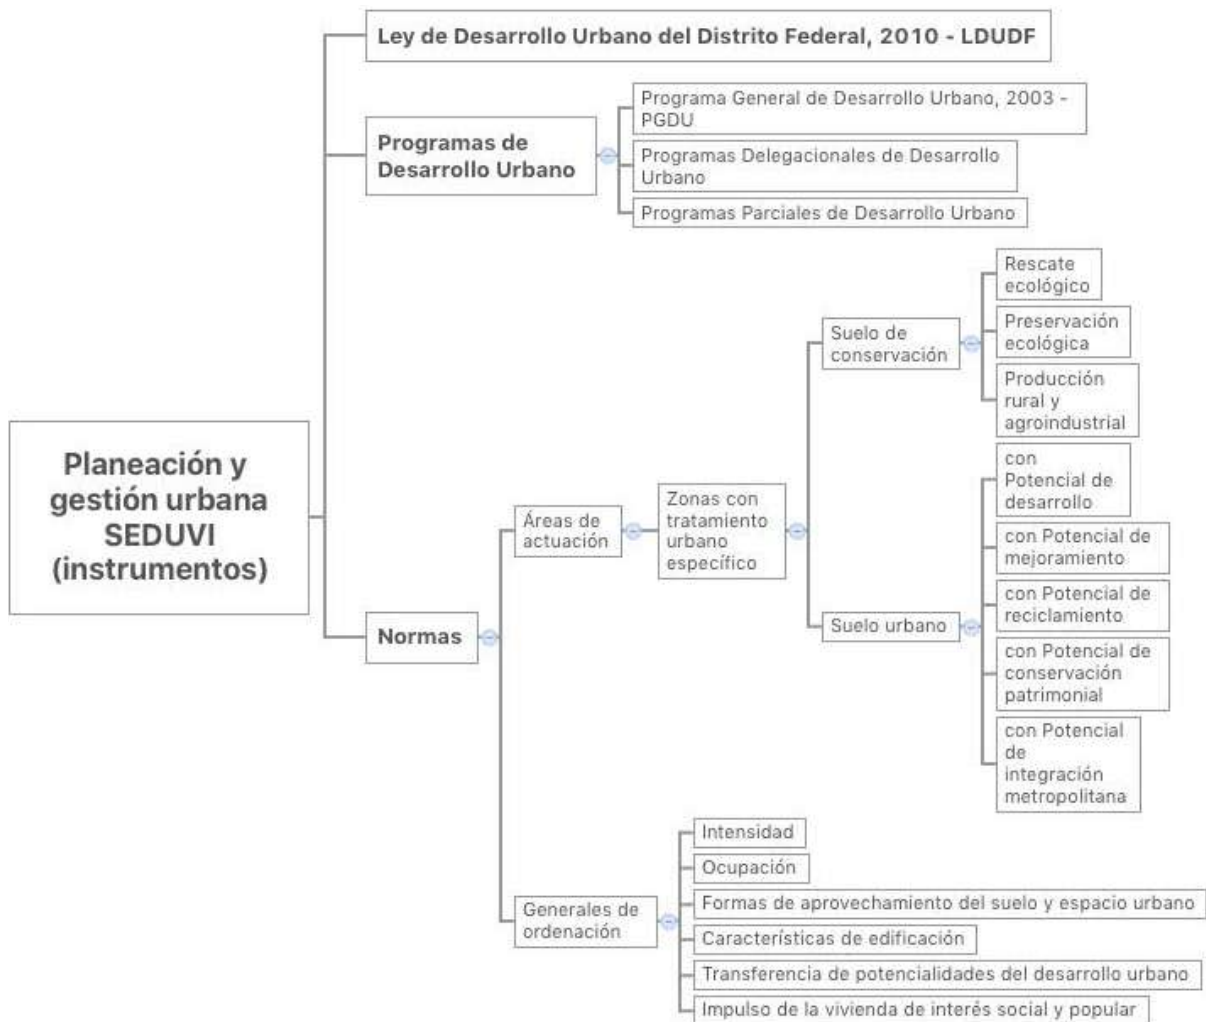 Ley de Desarrollo Urbano del Distrito Federal, 2010 - LDUDF
Programas de
Desarrollo Urbano
Programa General de Desarrollo Urbano, 2003 -
PGDU
Programas Delegacionales de Desarrollo
Urbano
Programas Parciales de Desarrollo Urbano
Planeación y
gestión urbana
SEDUVI
(instrumentos)
Normas
Áreas de
actuación
Zonas con
tratamiento
urbano
específico
Suelo de
conservación
Rescate
ecológico
Preservación
ecológica
Producción
rural y
agroindustrial
Suelo urbano
con
Potencial de
desarrollo
con Potencial de
mejoramiento
con Potencial de
reciclamiento
con Potencial de
conservación
patrimonial
con Potencial
de
integración
metropolitana
Generales de
ordenación
Intensidad
Ocupación
Formas de aprovechamiento del suelo y espacio urbano
Características de edificación
Transferencia de potencialidades del desarrollo urbano
Impulso de la vivienda de interés social y popular